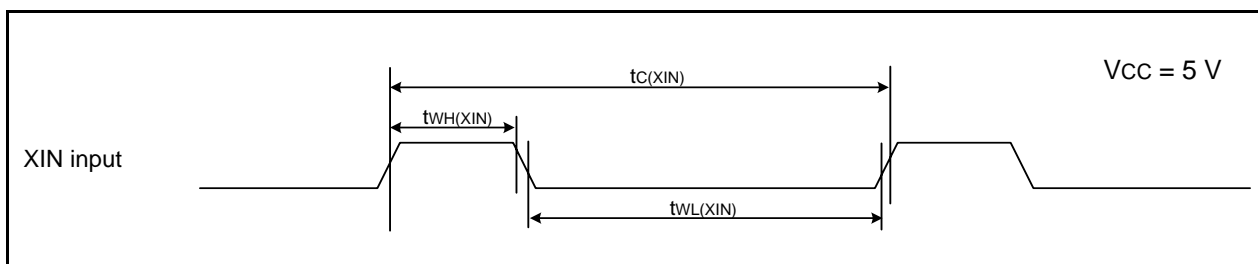 tC(XIN)
VCC = 5 V
tWH(XIN)
XIN input
tWL(XIN)